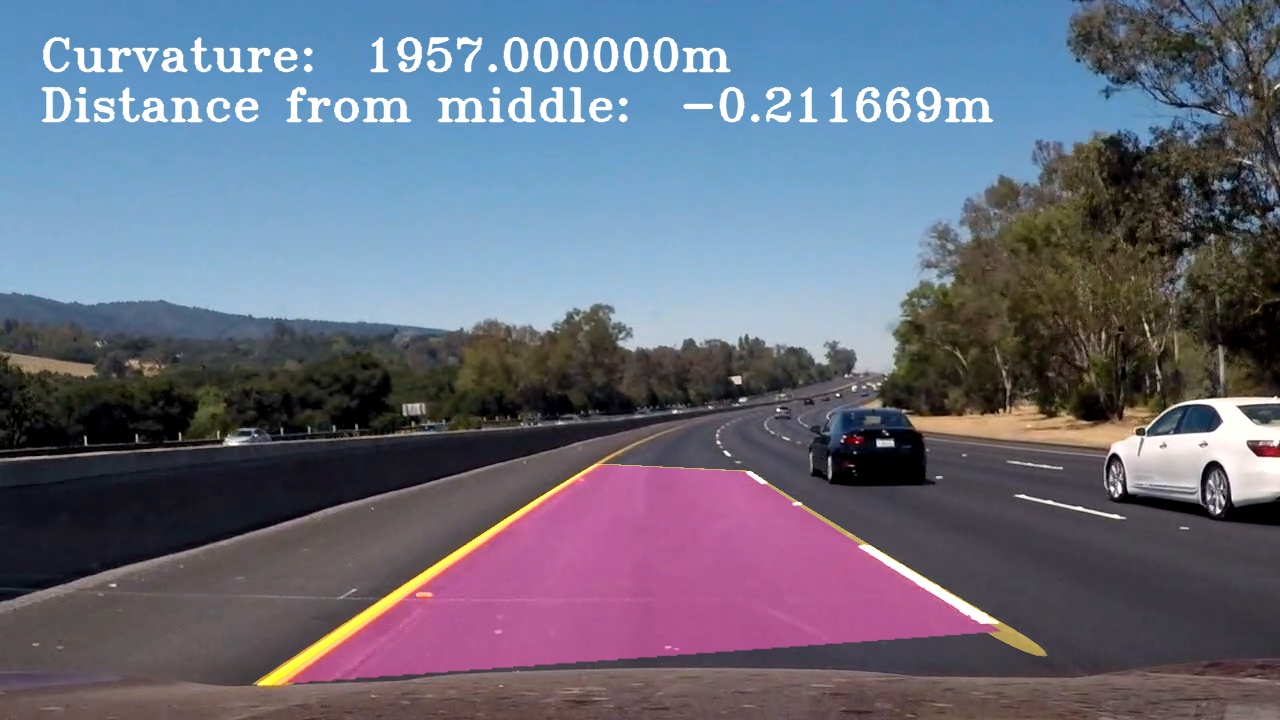 Curvature: 1957.000000m
Distance from middle: −0.211669m